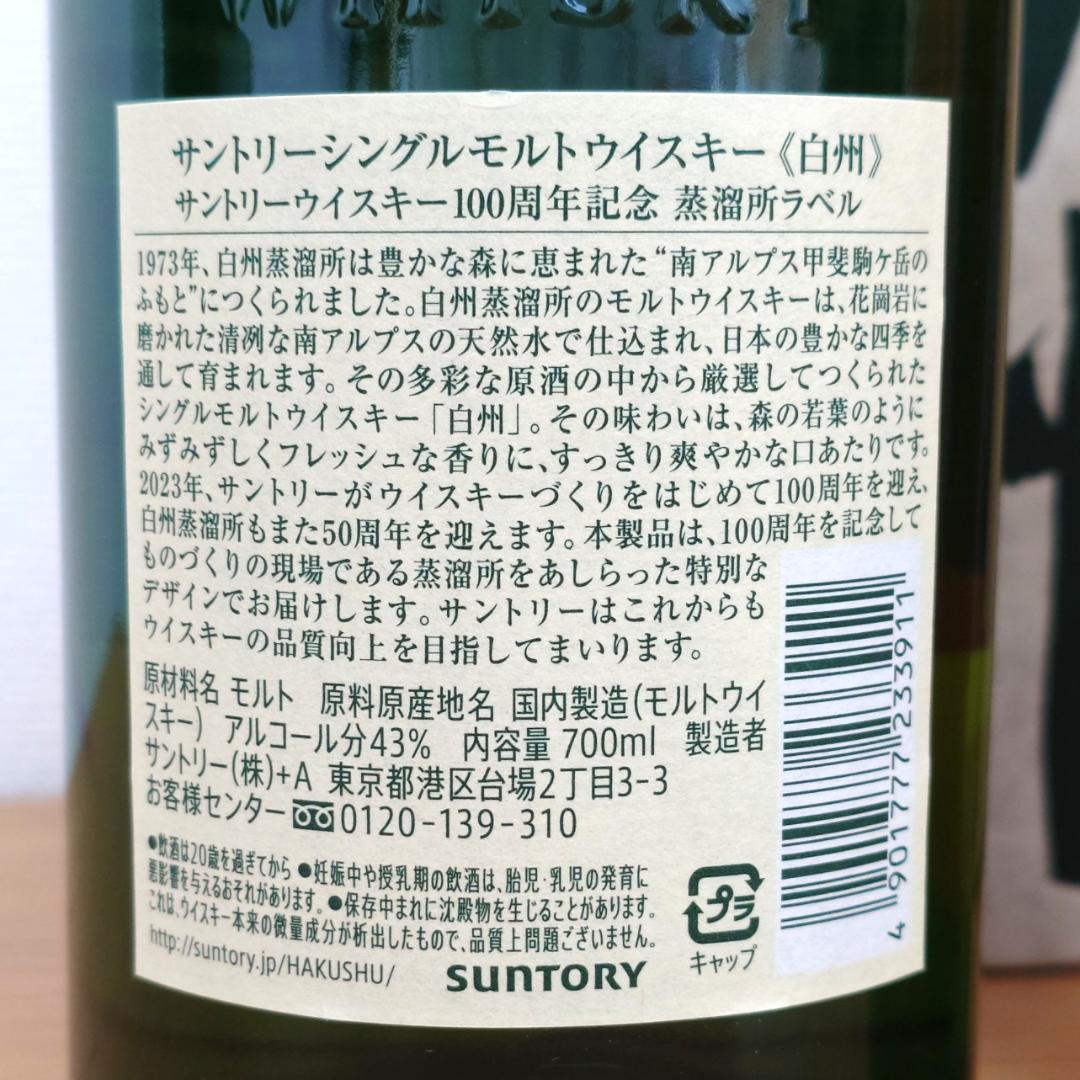 WHISKY
サントリーシングルモルトウイスキー《白州》
サントリーウイスキー100周年記念 蒸溜所ラベル
1973年、白州蒸溜所は豊かな森に恵まれた“南アルプス甲斐駒ケ岳の
ふもと”につくられました。白州蒸溜所のモルトウイスキーは、花崗岩に
磨かれた清冽な南アルプスの天然水で仕込まれ、日本の豊かな四季を
通して育まれます。その多彩な原酒の中から厳選してつくられた
シングルモルトウイスキー「白州」。その味わいは、森の若葉のように
みずみずしくフレッシュな香りに、すっきり爽やかな口あたりです。
2023年、サントリーがウイスキーづくりをはじめて100周年を迎え、
白州蒸溜所もまた50周年を迎えます。本製品は、100周年を記念して
ものづくりの現場である蒸溜所をあしらった特別な
デザインでお届けします。サントリーはこれからも
ウイスキーの品質向上を目指してまいります。
原材料名 モルト 原料原産地名 国内製造(モルトウイ
スキー) アルコール分43% 内容量 700ml 製造者
サントリー(株)+A 東京都港区台場2丁目3-3
お客様センター 0120-139-310
●飲酒は20歳を過ぎてから ●妊娠中や授乳期の飲酒は、胎児・乳児の発育に
悪影響を与えるおそれがあります。●保存中まれに沈殿物を生じることがあります。
これは、ウイスキー本来の微量成分が析出したもので、品質上問題ございません。
http://suntory.jp/HAKUSHU/
SUNTORY
プラ
キャップ
4 901777 233911